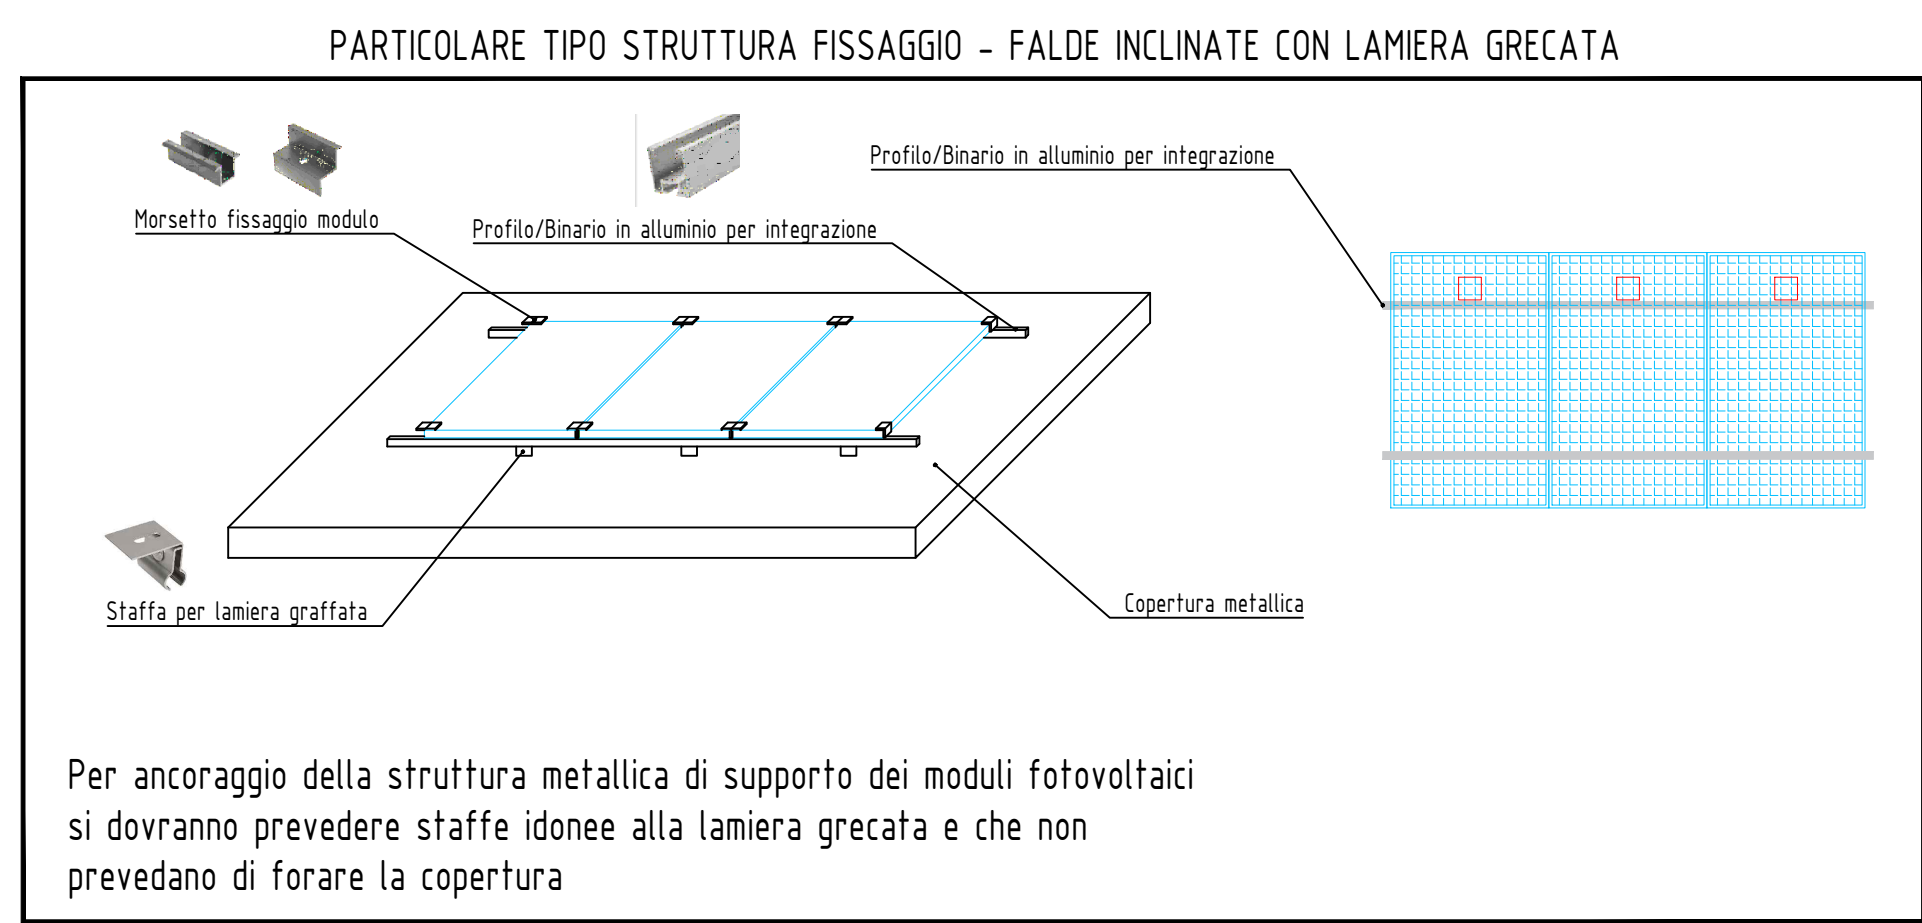 PARTICOLARE TIPO STRUTTURA FISSAGGIO - FALDE INCLINATE CON LAMIERA GRECATA
Profilo/Binario in alluminio per integrazione
Morsetto fissaggio modulo
Profilo/Binario in alluminio per integrazione
Staffa per lamiera graffata
Copertura metallica
Per ancoraggio della struttura metallica di supporto dei moduli fotovoltaici
si dovranno prevedere staffe idonee alla lamiera grecata e che non
prevedano di forare la copertura